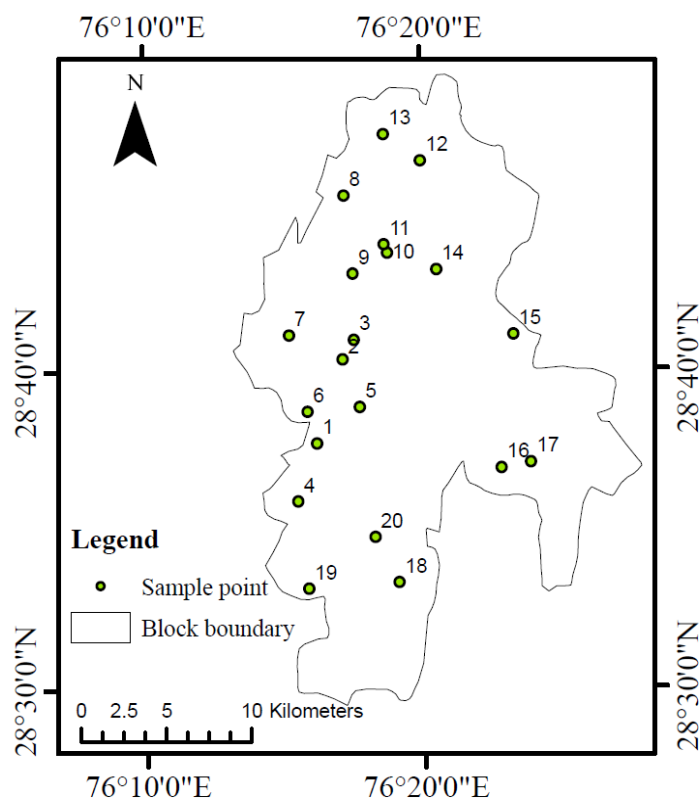 76°10'0"E 76°20'0"E
N
13
12
8
11
10
9
14
7
3
15
2
28°40'0"N 28°40'0"N
6
5
1
16
17
4
20
Legend
19
18
Sample point
Block boundary
28°30'0"N 28°30'0"N
0 2.5 5 10 Kilometers
76°10'0"E 76°20'0"E